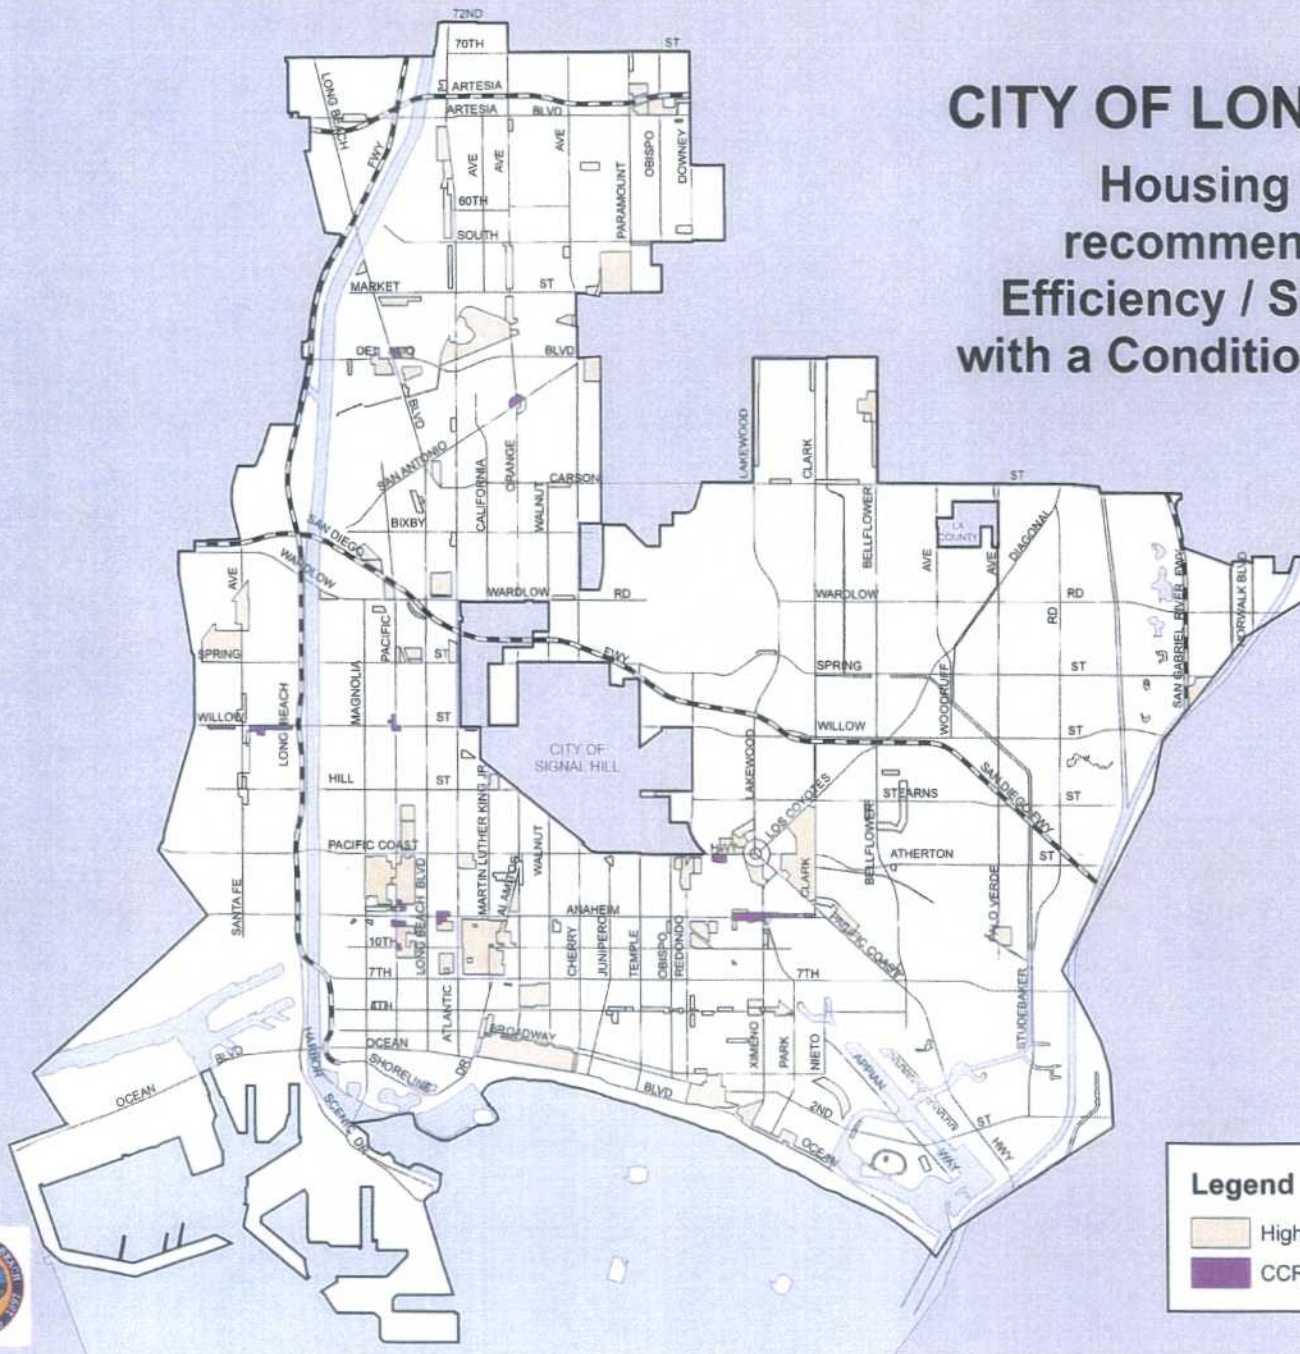 CITY OF LON
Housing
recommen
Efficiency / S
with a Conditio
72ND
70TH
ST
LONG BEACH
ARTESIA
ARTESIA
BLVD
FWY
AVE
AVE
AVE
PARAMOUNT
OBISPO
DOWNEY
60TH
SOUTH
MARKET
ST
BLVD
BLVD
SAN ANTONIO
CALIFORNIA
ORANGE
WALNUT
CARSON
BIXBY
LAKEWOOD
CLARK
ST
BELLFLOWER
LA
COUNTY
AVE
AVE
DIAGONAL
SAN DIEGO
WARDLOW
AVE
WARDLOW
RD
WARDLOW
RD
RD
SAN GABRIEL RIVER FWY
NORWALK BLVD
PACIFIC
SPRING
ST
FWY
SPRING
ST
MAGNOLIA
LONG BEACH
WILLOW
ST
WILLOW
WOODRUFF
ST
CITY OF
SIGNAL HILL
HILL
ST
MARTIN LUTHER KING JR
LAKEWOOD
LOS COYOTES
STEARNS
SAN DIEGO FWY
ST
PACIFIC COAST
HWY
WALNUT
ALAMITOS
BELLFLOWER
ATHERTON
ST
CLARK
SANTA FE
LONG BEACH BLVD
ANAHEIM
10TH
CHERRY
JUNIPERO
TEMPLE
OBISPO
REDONDO
PACIFIC COAST
PALO VERDE
7TH
7TH
4TH
ATLANTIC
STUDEBAKER
HARBOR
OCEAN
BROADWAY
XIMENO
PARK
NIETO
SHORELINE
DR
BLVD
OCEAN
SCENIC DR
BLVD
2ND
OCEAN
APPIAN
WAY
ST
HWY
Legend
High
CCR